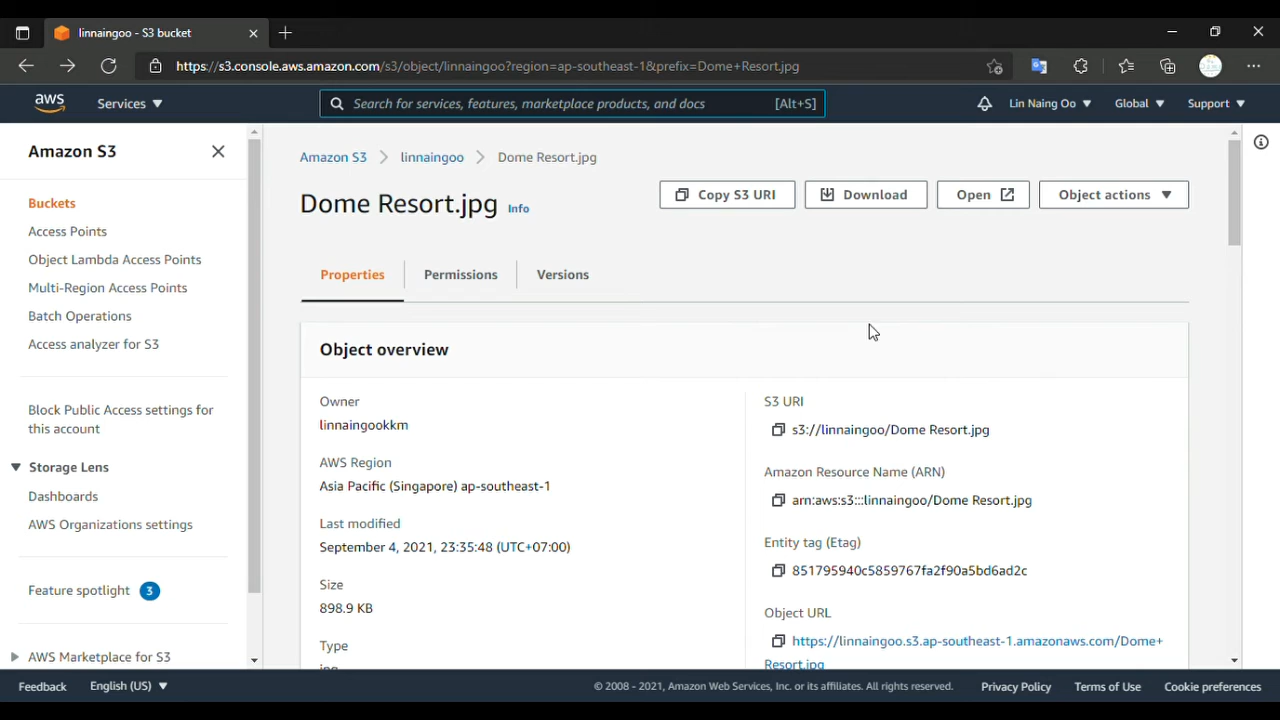 linnaingoo - S3 bucket
https://s3.console.aws.amazon.com/s3/object/linnaingoo?region=ap-southeast-1&prefix=Dome+Resort.jpg
aws
Services
Search for services, features, marketplace products, and docs
[Alt+S]
Lin Naing Oo
Global
Support
Amazon S3
Buckets
Access Points
Object Lambda Access Points
Multi-Region Access Points
Batch Operations
Access analyzer for S3
Block Public Access settings for
this account
Storage Lens
Dashboards
AWS Organizations settings
Feature spotlight 3
AWS Marketplace for S3
Amazon S3 > linnaingoo > Dome Resort.jpg
Dome Resort.jpg Info
Copy S3 URI
Download
Open
Object actions
Properties
Permissions
Versions
Object overview
Owner
linnaingookkm
AWS Region
Asia Pacific (Singapore) ap-southeast-1
Last modified
September 4, 2021, 23:35:48 (UTC+07:00)
Size
898.9 KB
Type
jpg
S3 URI
s3://linnaingoo/Dome Resort.jpg
Amazon Resource Name (ARN)
arn:aws:s3:::linnaingoo/Dome Resort.jpg
Entity tag (Etag)
851795940c5859767fa2f90a5bd6ad2c
Object URL
https://linnaingoo.s3.ap-southeast-1.amazonaws.com/Dome+
Resort.jpg
Feedback
English (US)
© 2008 - 2021, Amazon Web Services, Inc. or its affiliates. All rights reserved.
Privacy Policy
Terms of Use
Cookie preferences